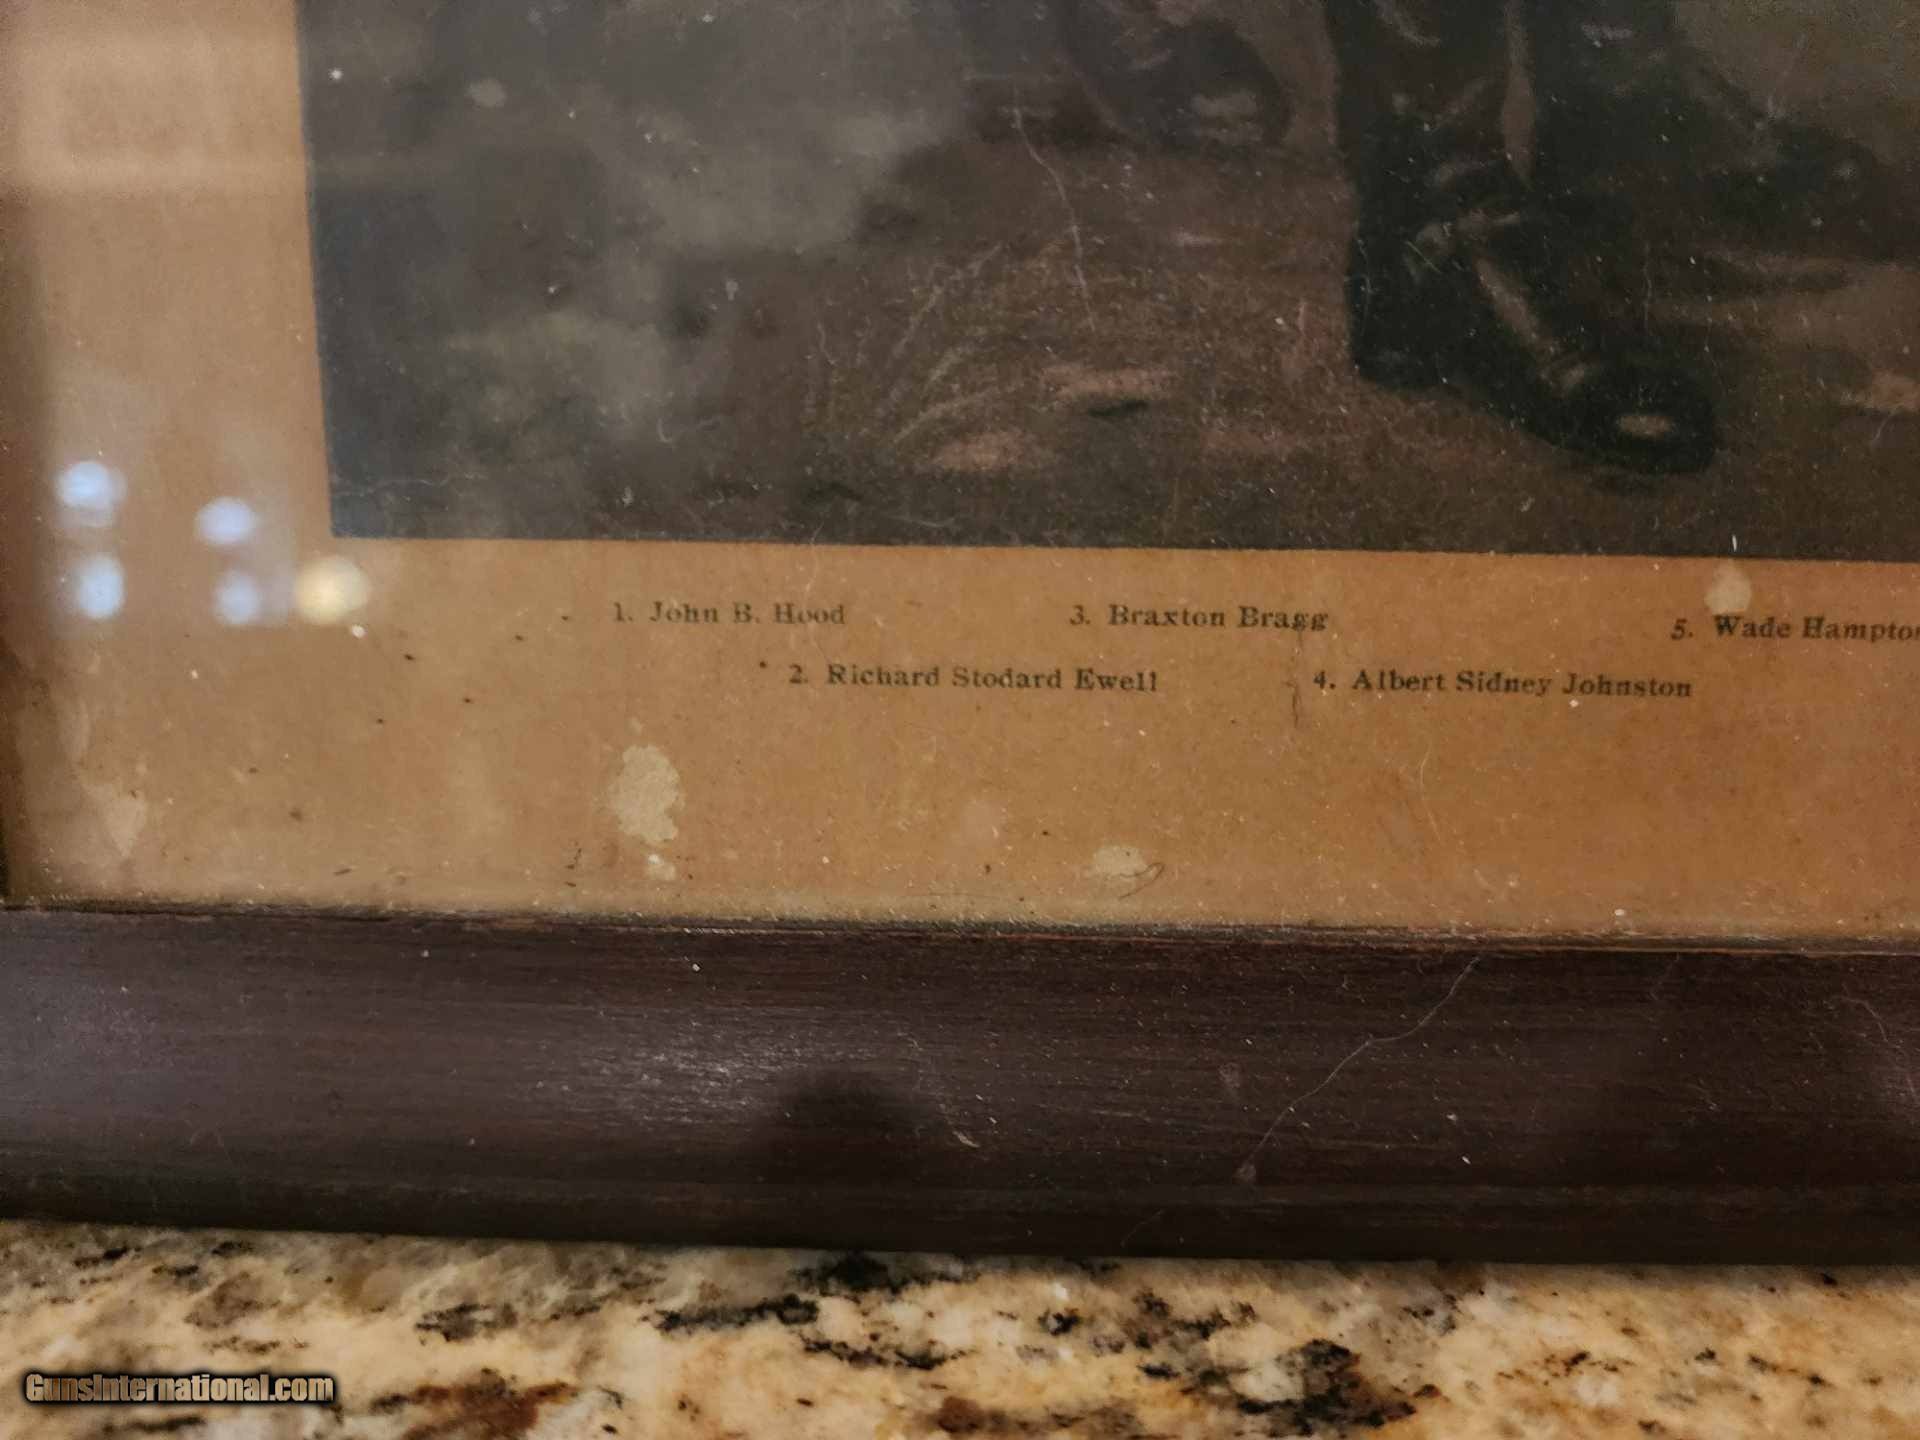 1. John B. Hood 3. Braxton Bragg 5. Wade Hampton
2. Richard Stodard Ewell 4. Albert Sidney Johnston
GunsInternational.com